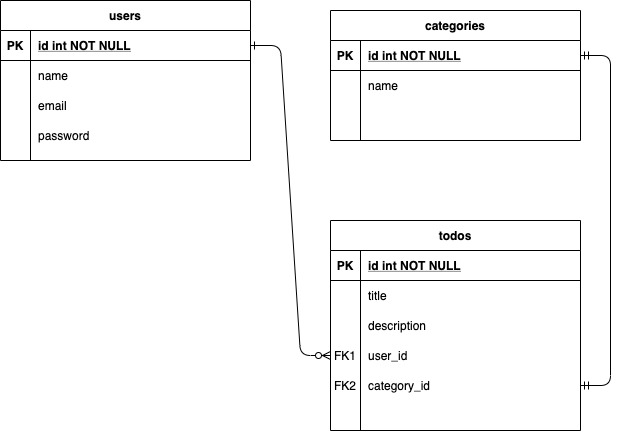 users
PK id int NOT NULL
name
email
password
categories
PK id int NOT NULL
name
todos
PK id int NOT NULL
title
description
FK1 user_id
FK2 category_id